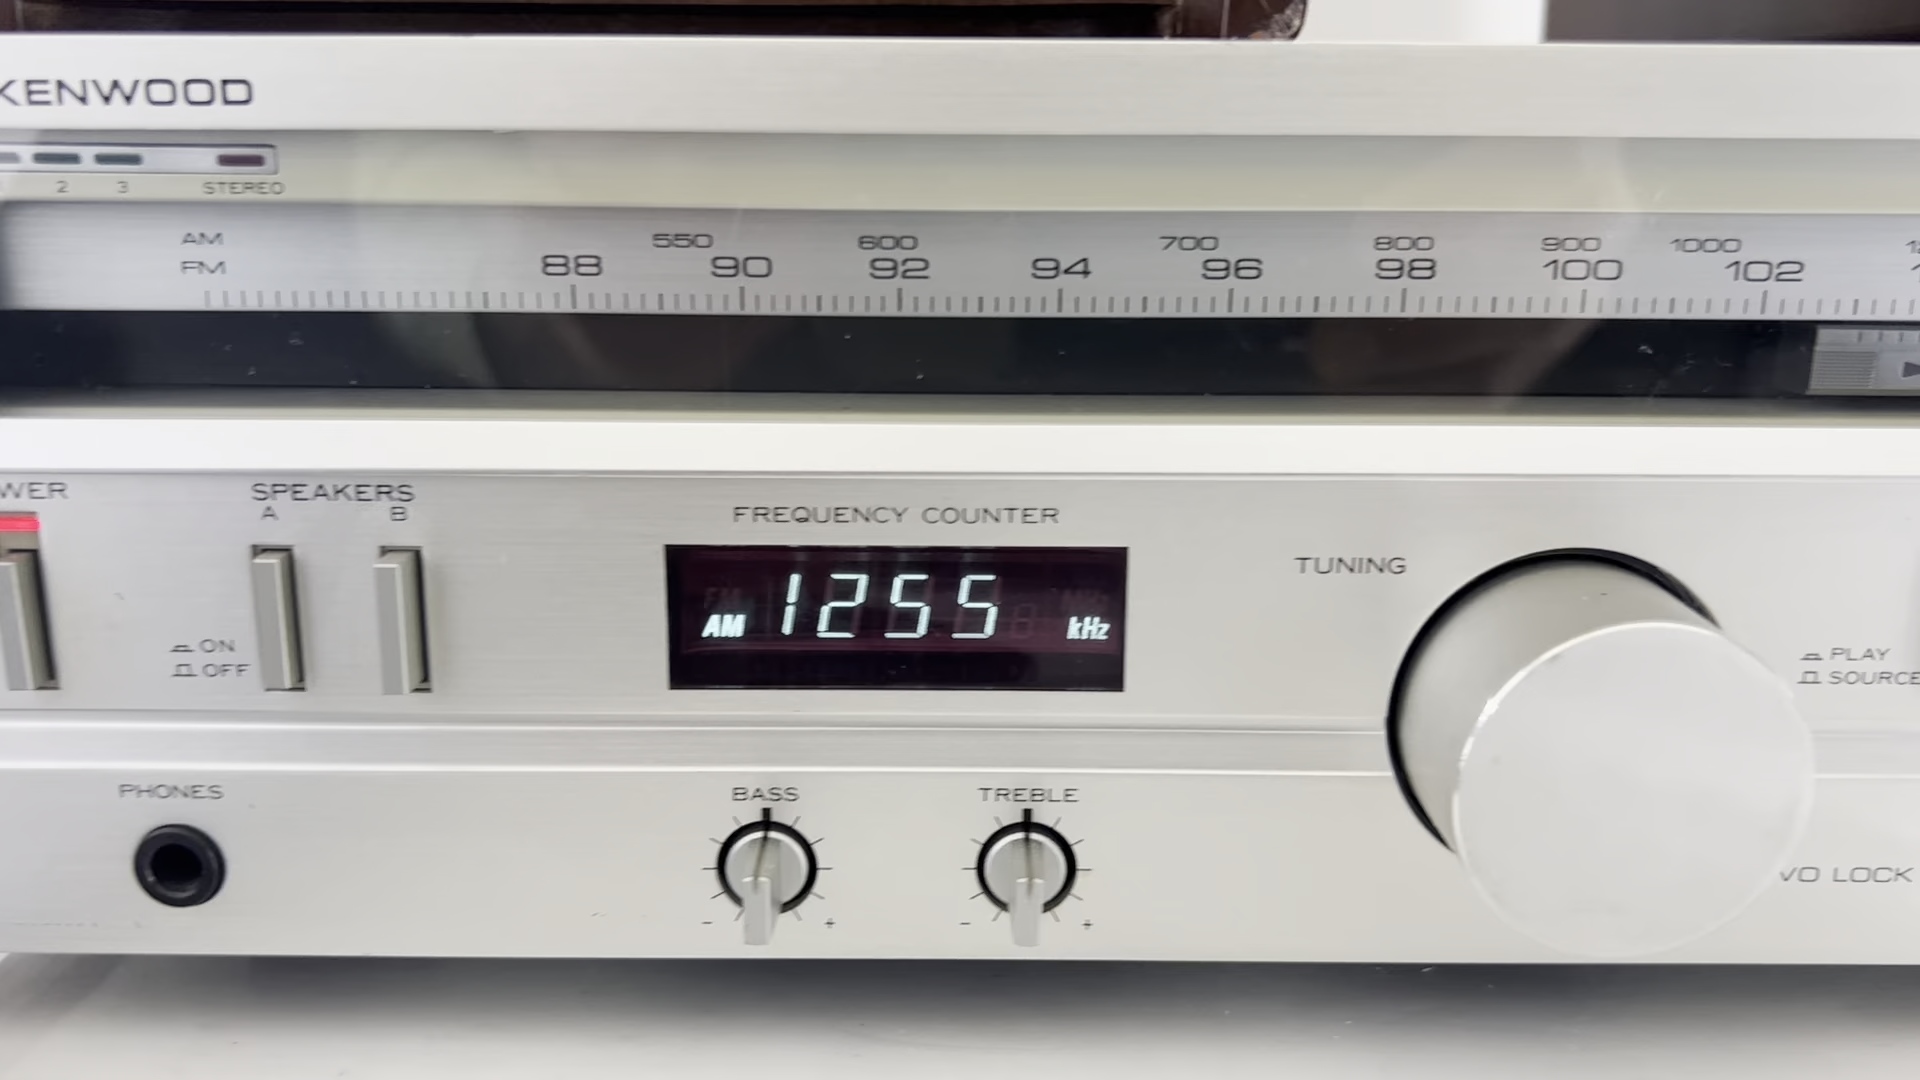 KENWOOD
2 3 STEREO
AM 550 600 700 800 900 1000
FM 88 90 92 94 96 98 100 102
WER
SPEAKERS
A B
FREQUENCY COUNTER
TUNING
AM 1255 kHz
ON
OFF
PLAY
SOURCE
PHONES
BASS
TREBLE
VO LOCK
- + - +